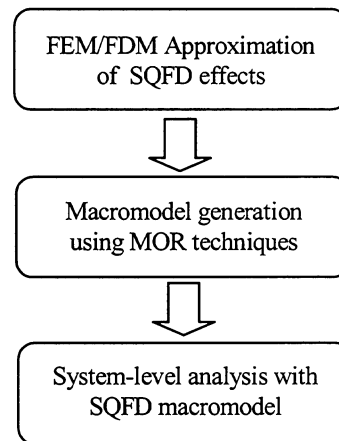 FEM/FDM Approximation
of SQFD effects
Macromodel generation
using MOR techniques
System-level analysis with
SQFD macromodel